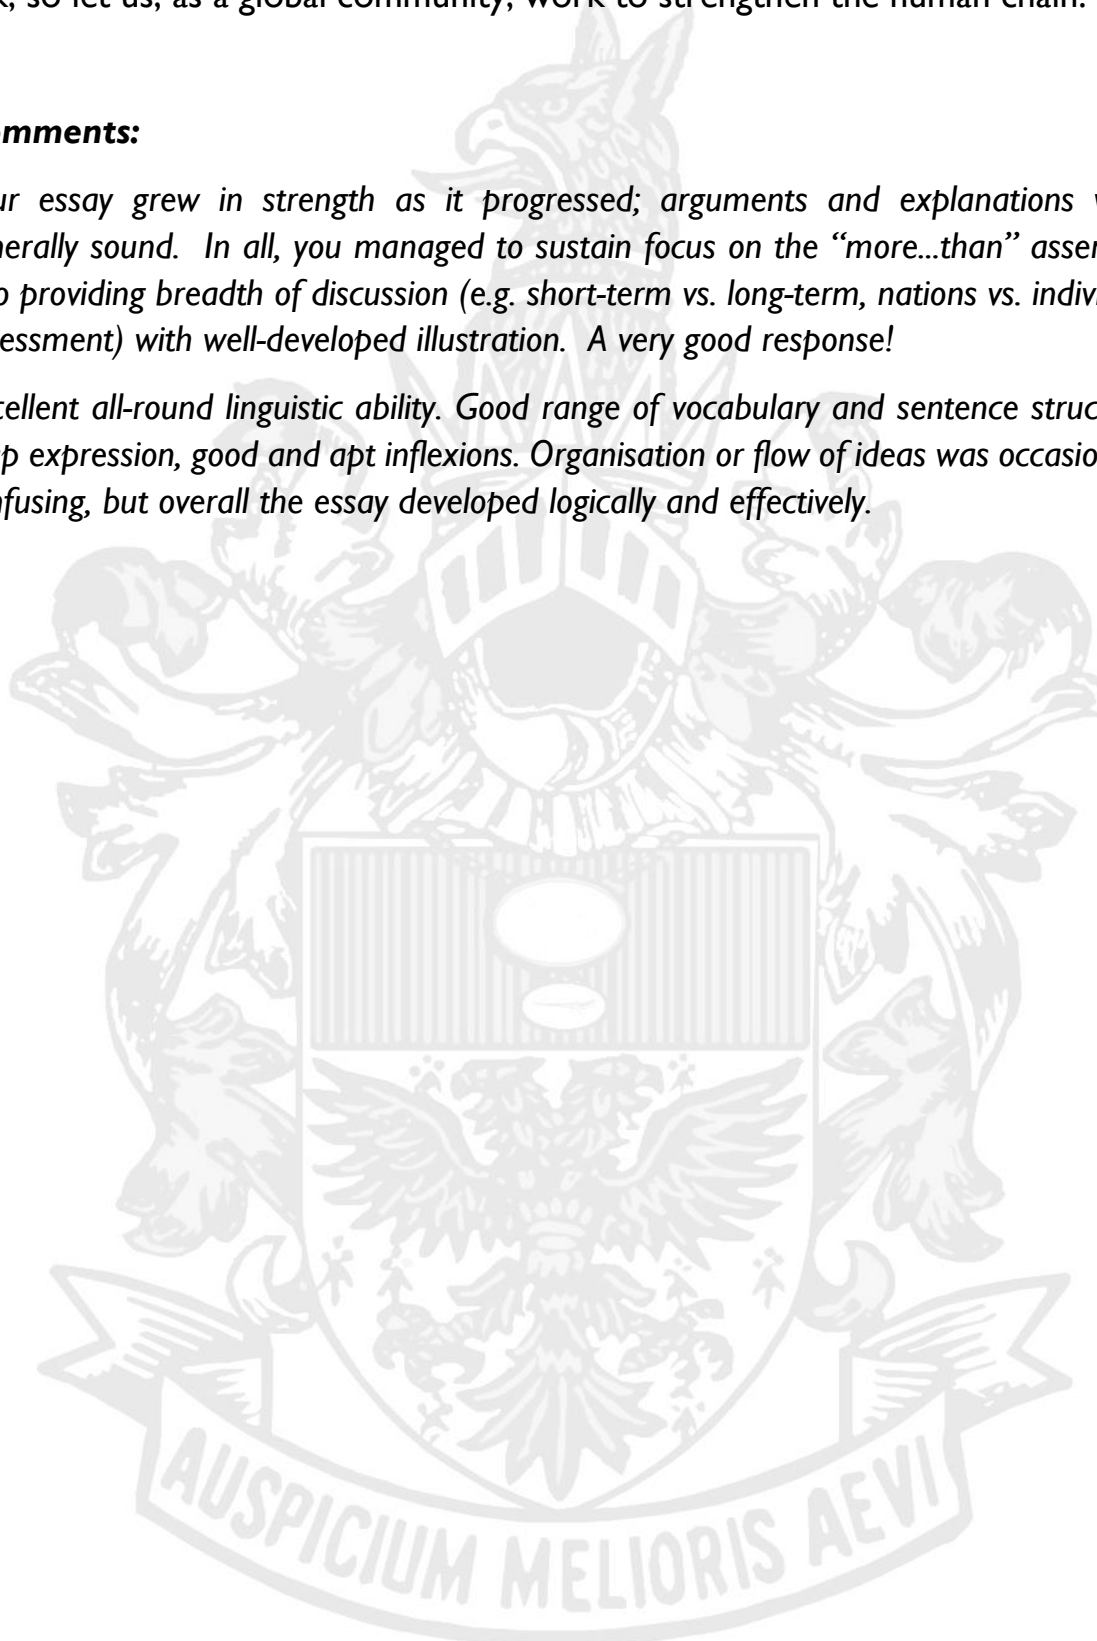 k, so let us, as a global community, work to strengthen the human chain.
omments:
ur essay grew in strength as it progressed; arguments and explanations
nerally sound. In all, you managed to sustain focus on the “more...than” asser
o providing breadth of discussion (e.g. short-term vs. long-term, nations vs. indivi
essment) with well-developed illustration. A very good response!
cellent all-round linguistic ability. Good range of vocabulary and sentence struc
p expression, good and apt inflexions. Organisation or flow of ideas was occasio
nfusing, but overall the essay developed logically and effectively.
AUSPICIUM MELIORIS AEVI